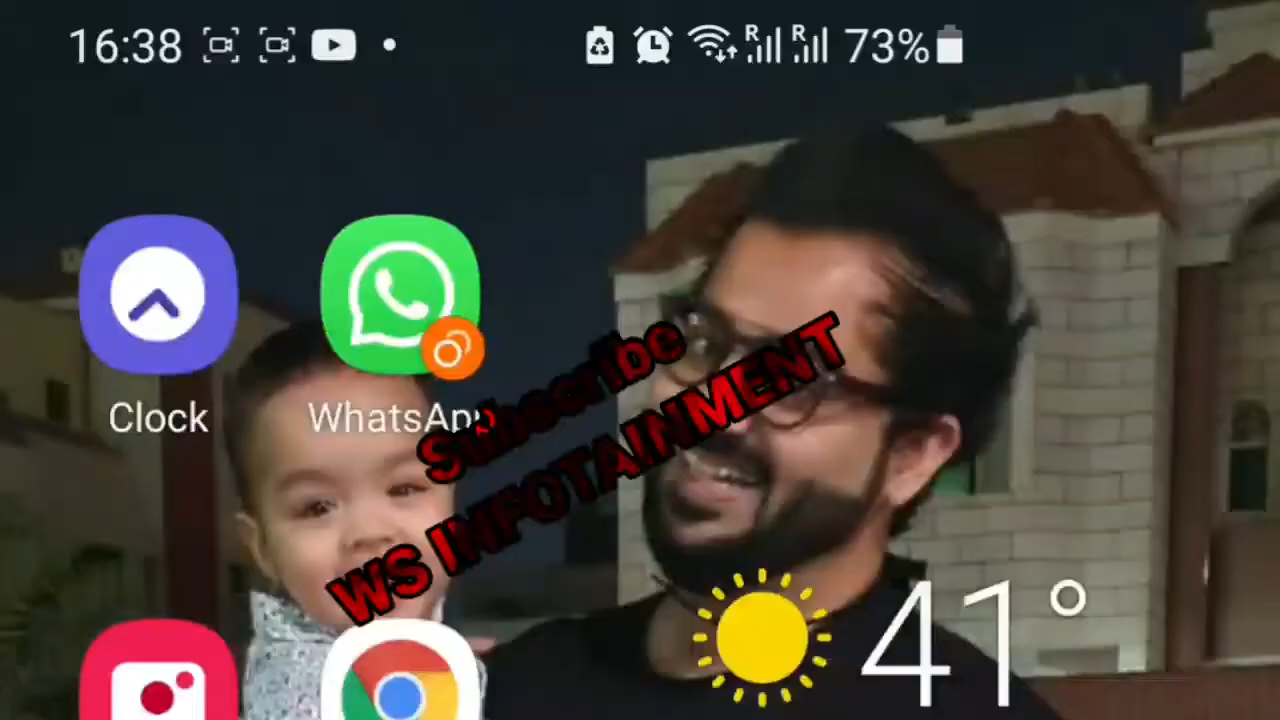 16:38
R R 73%
Clock
WhatsApp
Subscribe
WS INFOTAINMENT
41°